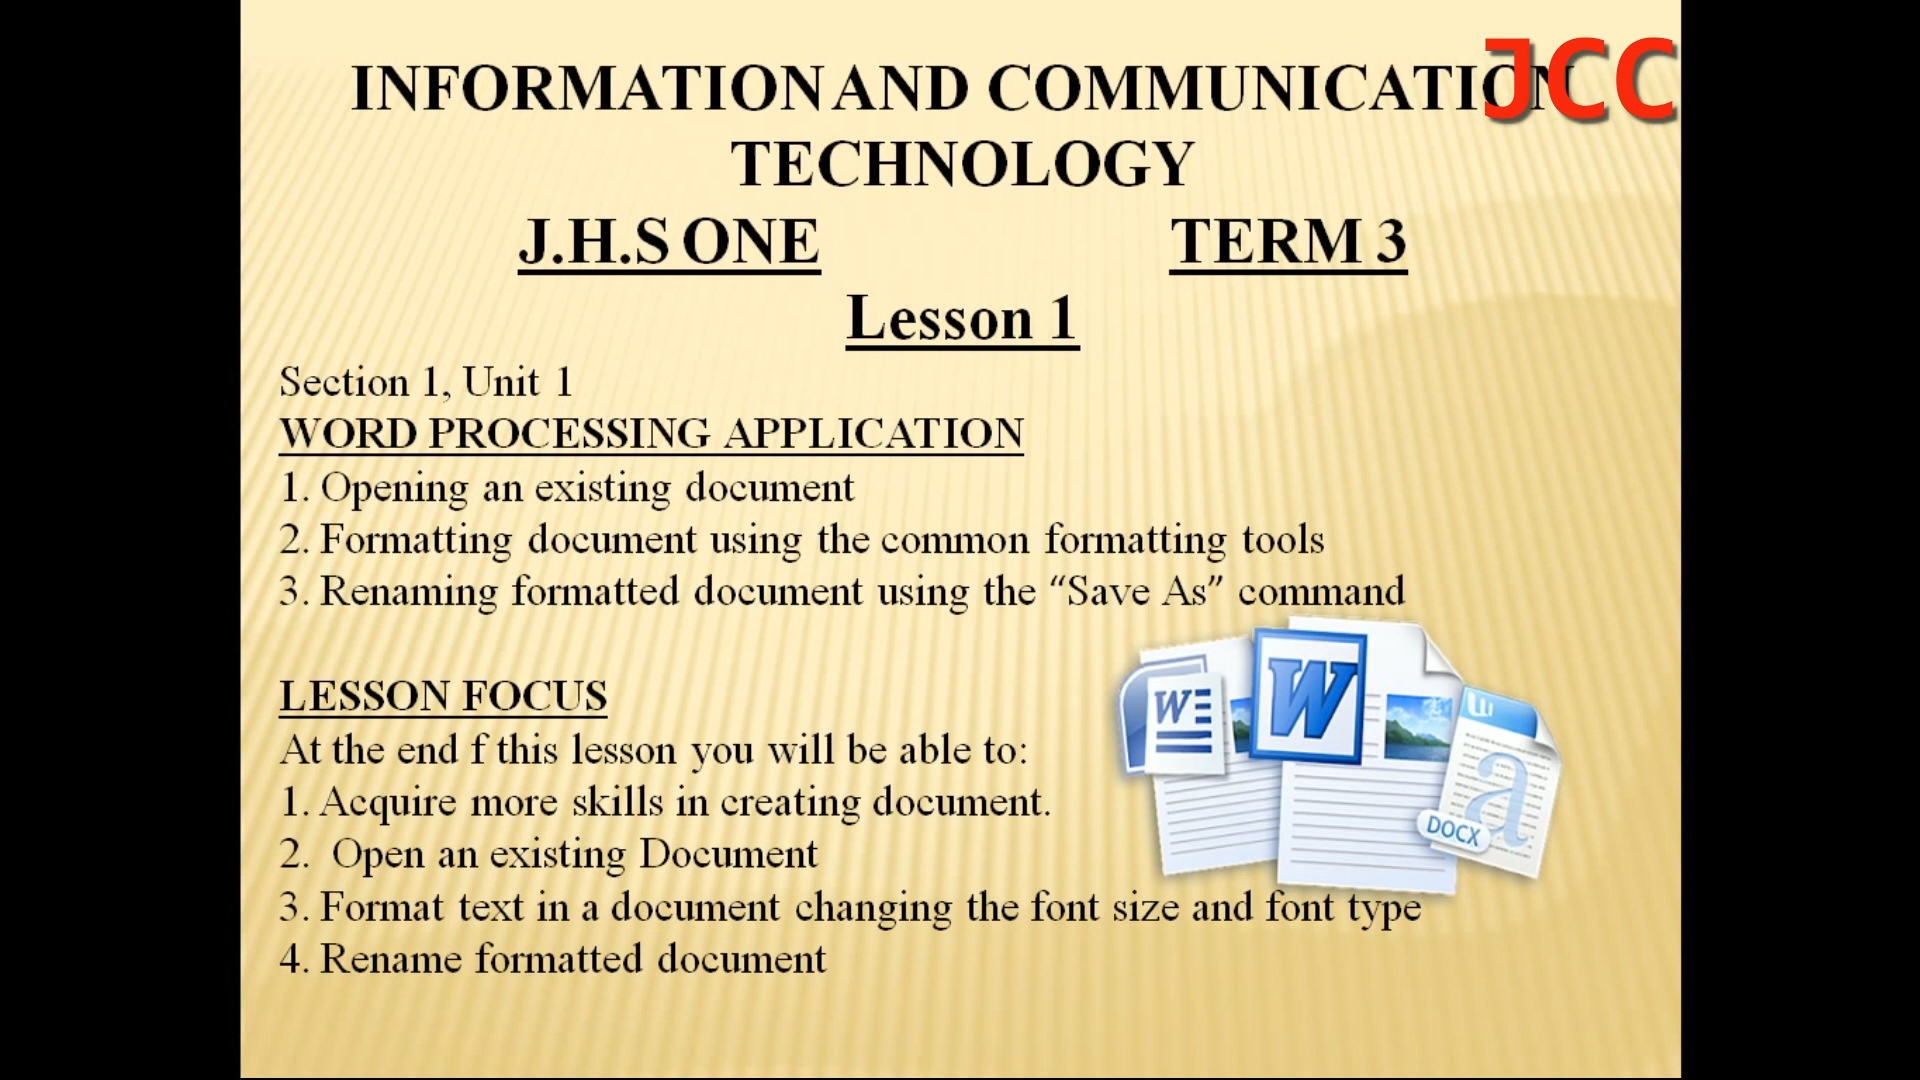 INFORMATION AND COMMUNICATION
JCC
TECHNOLOGY
J.H.S ONE TERM 3
Lesson 1
Section 1, Unit 1
WORD PROCESSING APPLICATION
1. Opening an existing document
2. Formatting document using the common formatting tools
3. Renaming formatted document using the “Save As” command
LESSON FOCUS
At the end f this lesson you will be able to:
1. Acquire more skills in creating document.
2. Open an existing Document
3. Format text in a document changing the font size and font type
4. Rename formatted document
W
W
W
a
DOCX